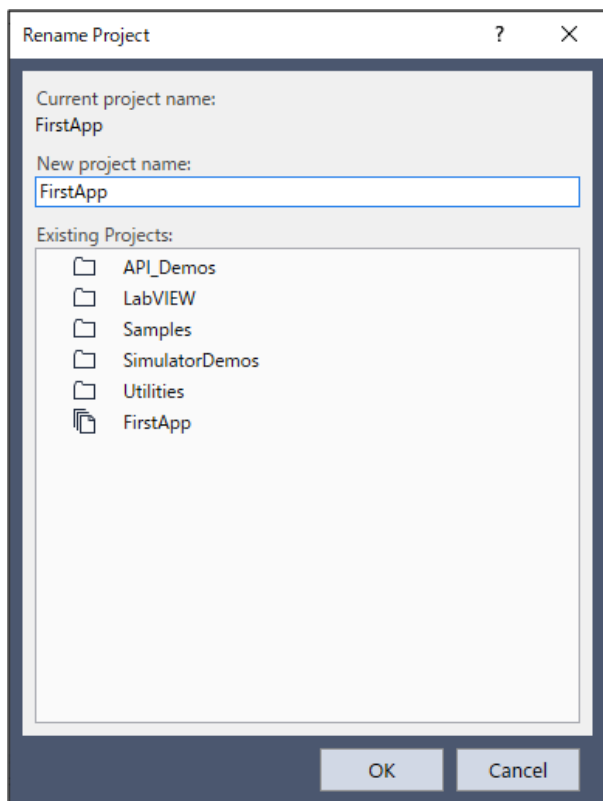 Rename Project
?
Current project name:
FirstApp
New project name:
FirstApp
Existing Projects:
API_Demos
LabVIEW
Samples
SimulatorDemos
Utilities
FirstApp
OK Cancel